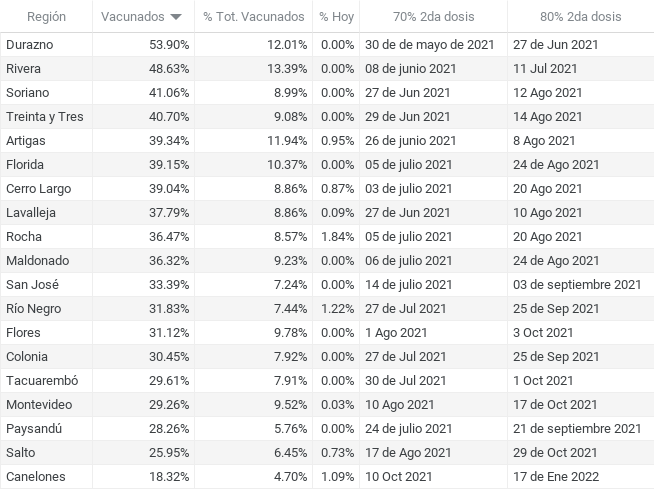 Región Vacunados % Tot. Vacunados % Hoy 70% 2da dosis 80% 2da dosis
Durazno 53.90% 12.01% 0.00% 30 de de mayo de 2021 27 de Jun 2021
Rivera 48.63% 13.39% 0.00% 08 de junio 2021 11 Jul 2021
Soriano 41.06% 8.99% 0.00% 27 de Jun 2021 12 Ago 2021
Treinta y Tres 40.70% 9.08% 0.00% 29 de Jun 2021 14 Ago 2021
Artigas 39.34% 11.94% 0.95% 26 de junio 2021 8 Ago 2021
Florida 39.15% 10.37% 0.00% 05 de julio 2021 24 de Ago 2021
Cerro Largo 39.04% 8.86% 0.87% 03 de julio 2021 20 Ago 2021
Lavalleja 37.79% 8.86% 0.09% 27 de Jun 2021 10 Ago 2021
Rocha 36.47% 8.57% 1.84% 05 de julio 2021 20 Ago 2021
Maldonado 36.32% 9.23% 0.00% 06 de julio 2021 24 de Ago 2021
San José 33.39% 7.24% 0.00% 14 de julio 2021 03 de septiembre 2021
Río Negro 31.83% 7.44% 1.22% 27 de Jul 2021 25 de Sep 2021
Flores 31.12% 9.78% 0.00% 1 Ago 2021 3 Oct 2021
Colonia 30.45% 7.92% 0.00% 27 de Jul 2021 25 de Sep 2021
Tacuarembó 29.61% 7.91% 0.00% 30 de Jul 2021 1 Oct 2021
Montevideo 29.26% 9.52% 0.03% 10 Ago 2021 17 de Oct 2021
Paysandú 28.26% 5.76% 0.00% 24 de julio 2021 21 de septiembre 2021
Salto 25.95% 6.45% 0.73% 17 de Ago 2021 29 de Oct 2021
Canelones 18.32% 4.70% 1.09% 10 Oct 2021 17 de Ene 2022